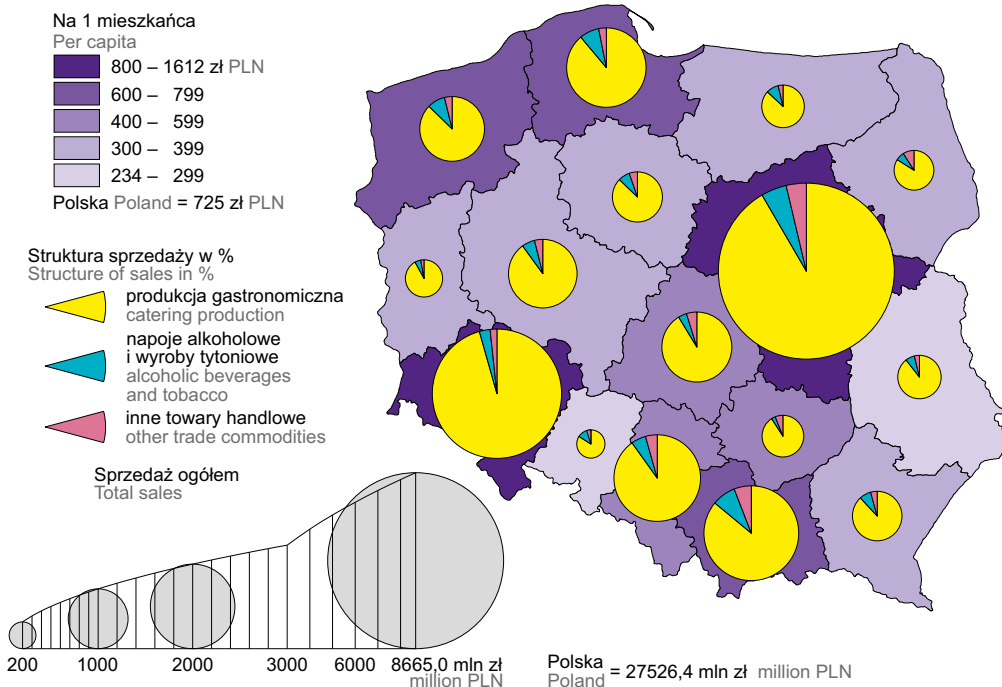 Na 1 mieszkańca
Per capita
800 – 1612 zł PLN
600 – 799
400 – 599
300 – 399
234 – 299
Polska Poland = 725 zł PLN
Struktura sprzedaży w %
Structure of sales in %
produkcja gastronomiczna
catering production
napoje alkoholowe
i wyroby tytoniowe
alcoholic beverages
and tobacco
inne towary handlowe
other trade commodities
Sprzedaż ogółem
Total sales
200 1000 2000 3000 6000 8665,0 mln zł
million PLN
Polska
Poland = 27526,4 mln zł million PLN